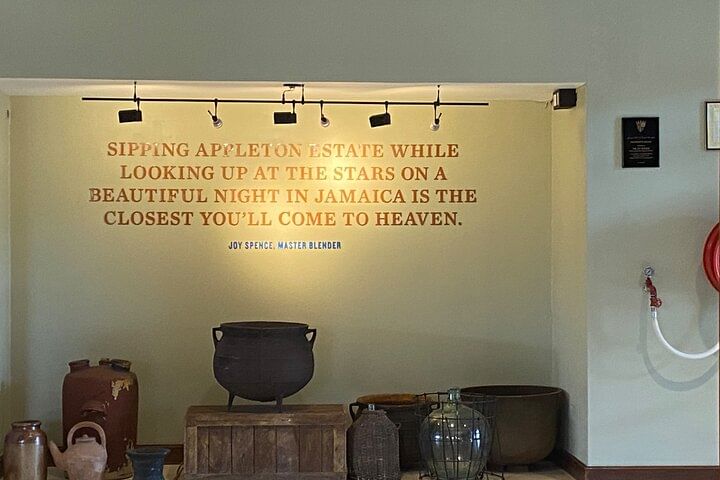 SIPPING APPLETON ESTATE WHILE
LOOKING UP AT THE STARS ON A
BEAUTIFUL NIGHT IN JAMAICA IS THE
CLOSEST YOU'LL COME TO HEAVEN.
JOY SPENCE, MASTER BLENDER